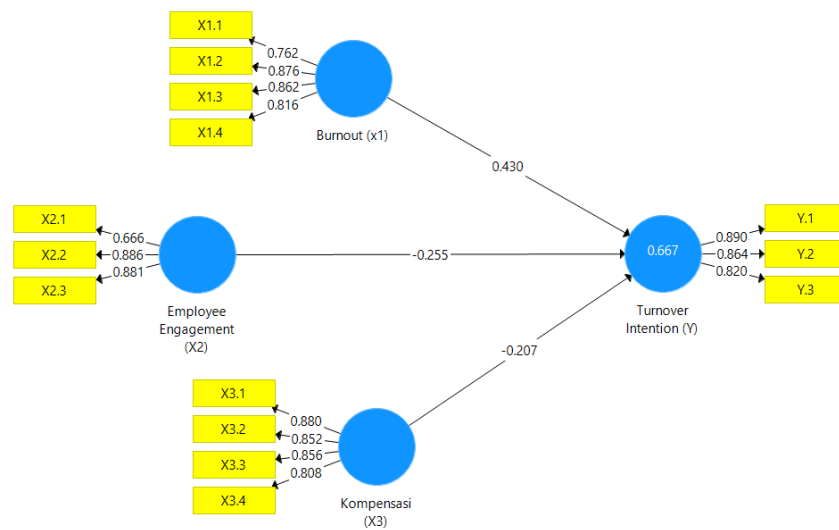 X1.1
0.762
X1.2
0.876
X1.3
0.862
X1.4
0.816
Burnout (x1)
0.430
X2.1
0.666
X2.2
0.886
X2.3
0.881
Employee
Engagement
(X2)
-0.255
0.667
Turnover
Intention (Y)
0.890
Y.1
0.864
Y.2
0.820
Y.3
-0.207
X3.1
0.880
X3.2
0.852
X3.3
0.856
X3.4
0.808
Kompensasi
(X3)